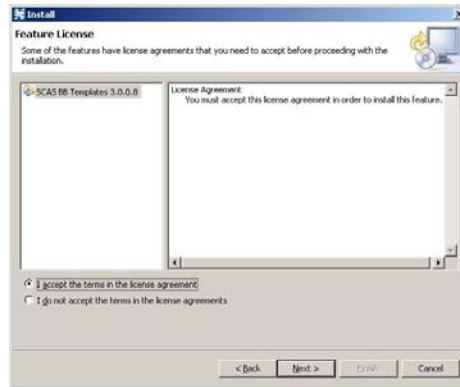 Install
Feature License
Some of the features have license agreements that you need to accept before proceeding with the
installation.
SCAS BB Templates 3.0.0.8
License Agreement
You must accept this license agreement in order to install this feature.
I accept the terms in the license agreement
I do not accept the terms in the license agreements
< Back
Next >
Finish
Cancel